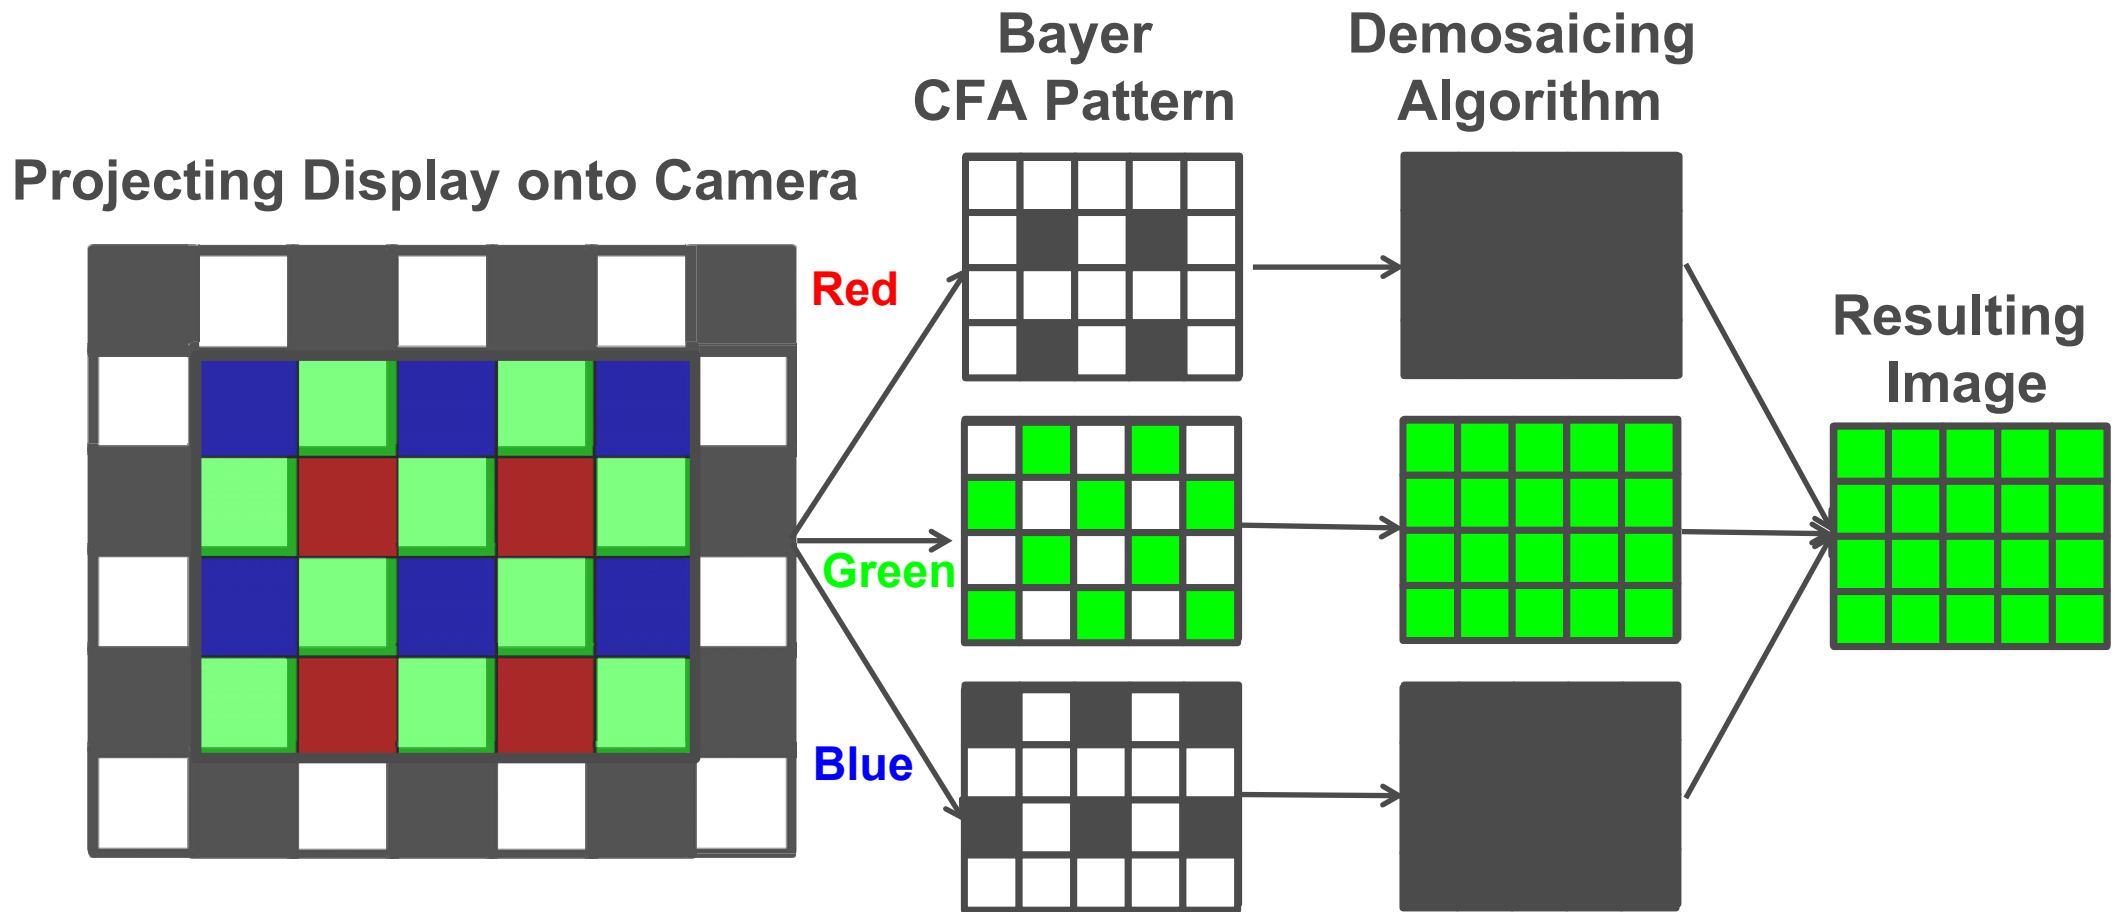 Projecting Display onto Camera
Bayer
CFA Pattern
Demosaicing
Algorithm
Red
Green
Blue
Resulting
Image